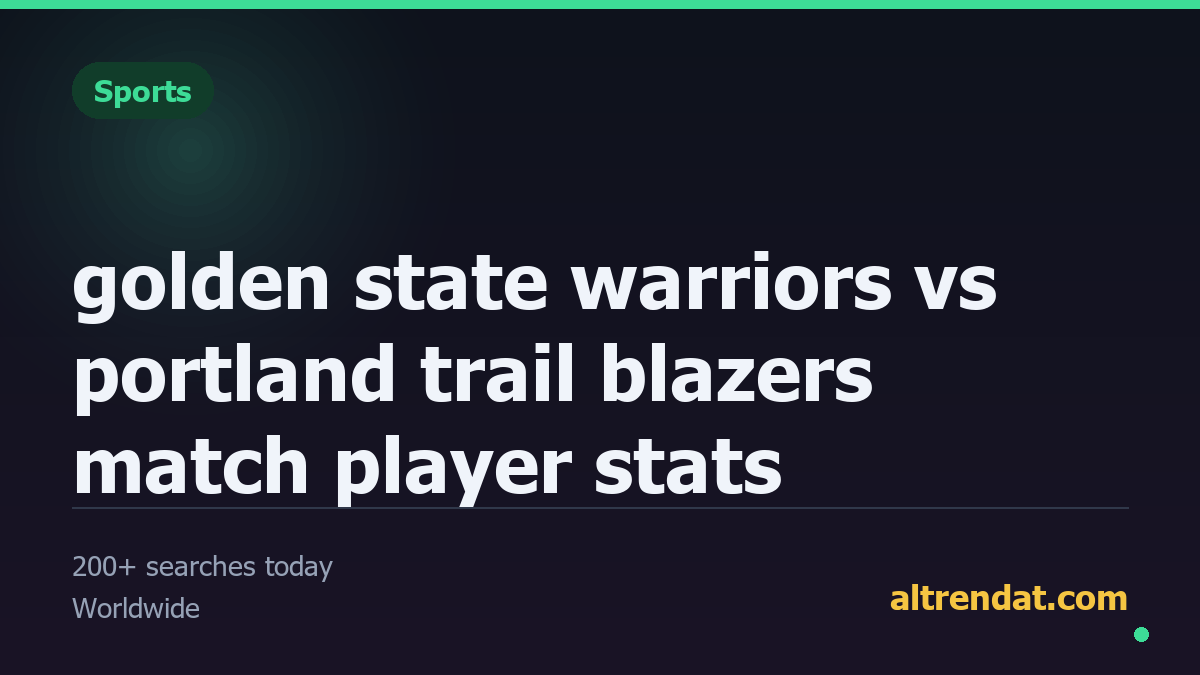 Sports
golden state warriors vs
portland trail blazers
match player stats
200+ searches today
Worldwide
altrendat.com